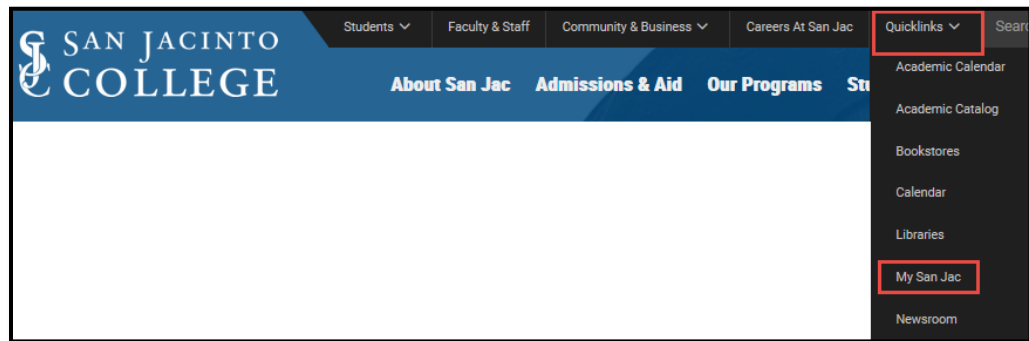 SAN JACINTO
COLLEGE
Students Faculty & Staff Community & Business Careers At San Jac Quicklinks
About San Jac Admissions & Aid Our Programs
Academic Calendar
Academic Catalog
Bookstores
Calendar
Libraries
My San Jac
Newsroom